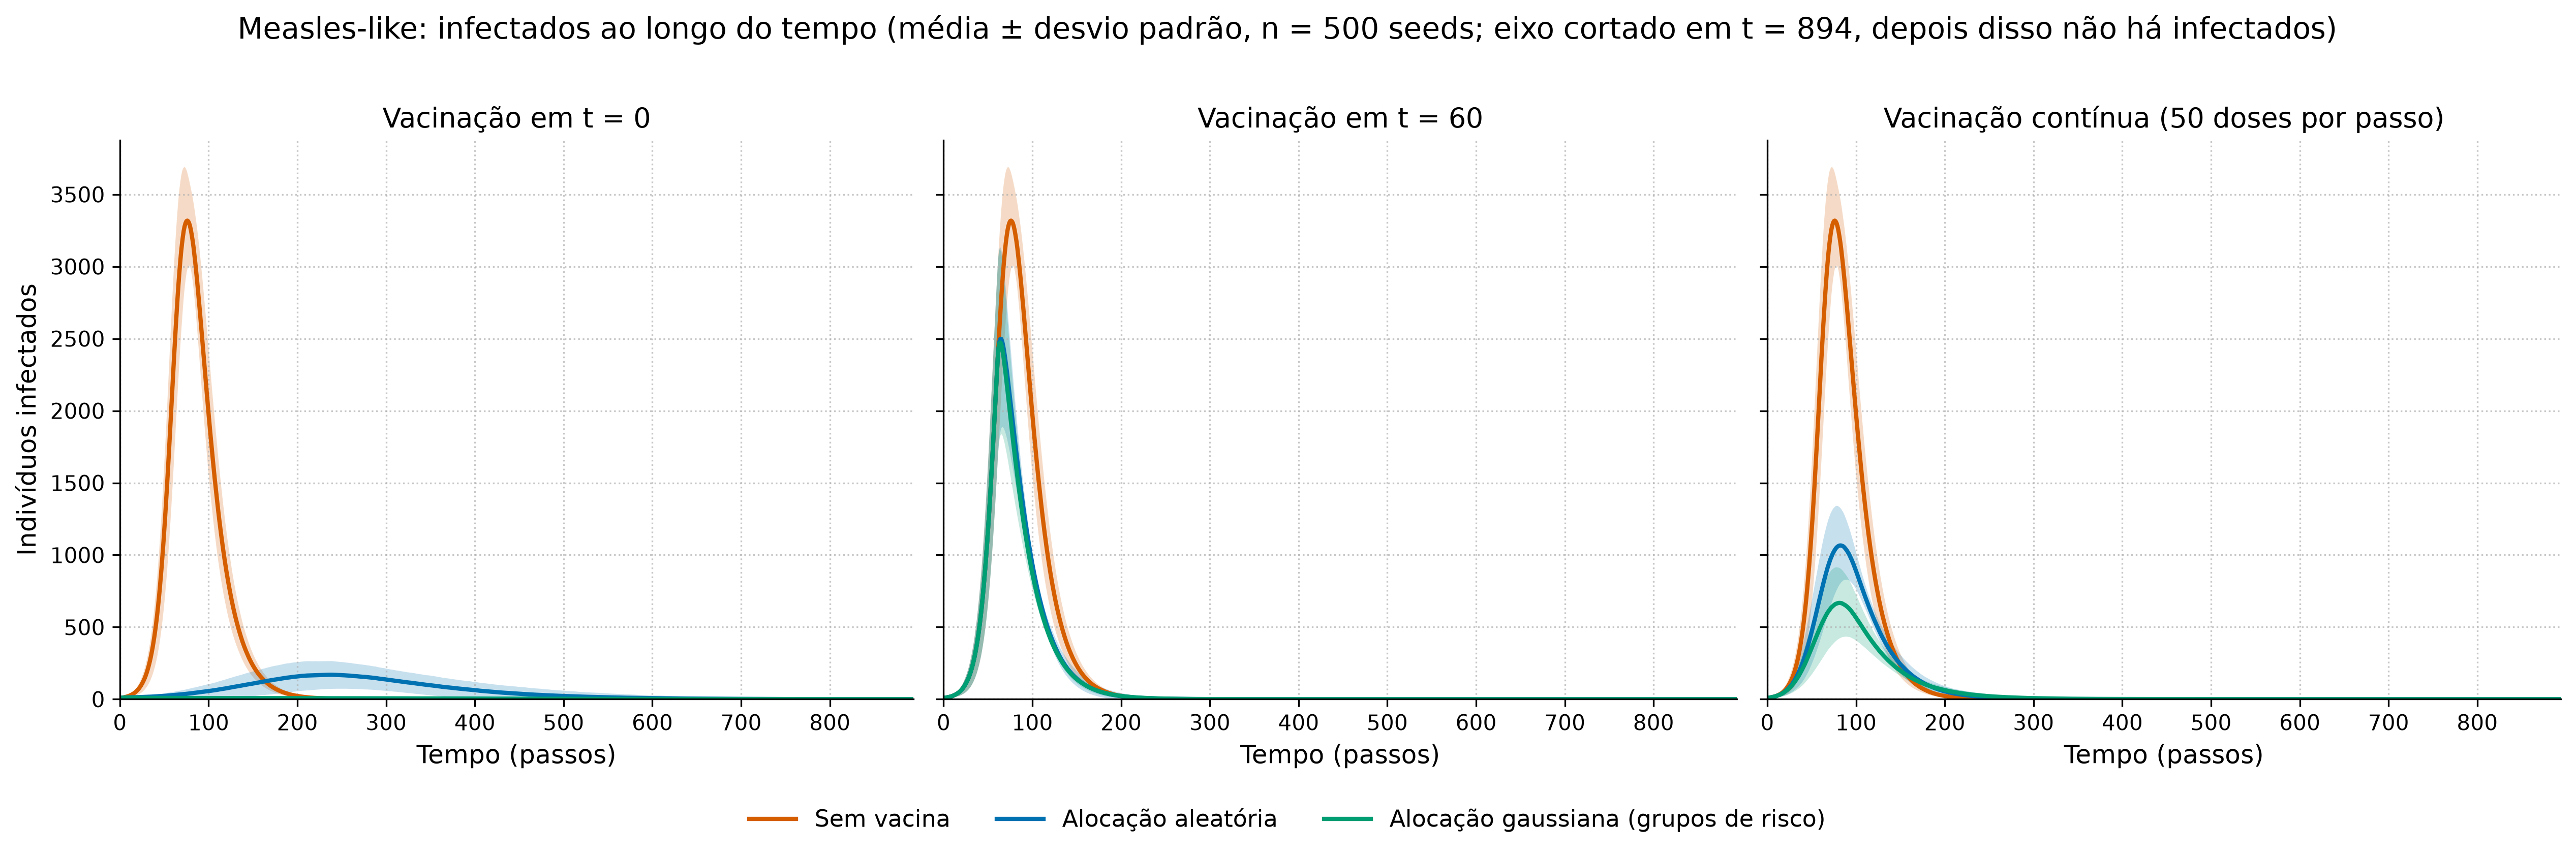 Measles-like: infectados ao longo do tempo (média ± desvio padrão, n = 500 seeds; eixo cortado em t = 894, depois disso não há infectados)
Vacinação em t = 0
Vacinação em t = 60
Vacinação contínua (50 doses por passo)
Indivíduos infectados
3500
3000
2500
2000
1500
1000
500
0
0 100 200 300 400 500 600 700 800
0 100 200 300 400 500 600 700 800
0 100 200 300 400 500 600 700 800
Tempo (passos)
Tempo (passos)
Tempo (passos)
Sem vacina
Alocação aleatória
Alocação gaussiana (grupos de risco)